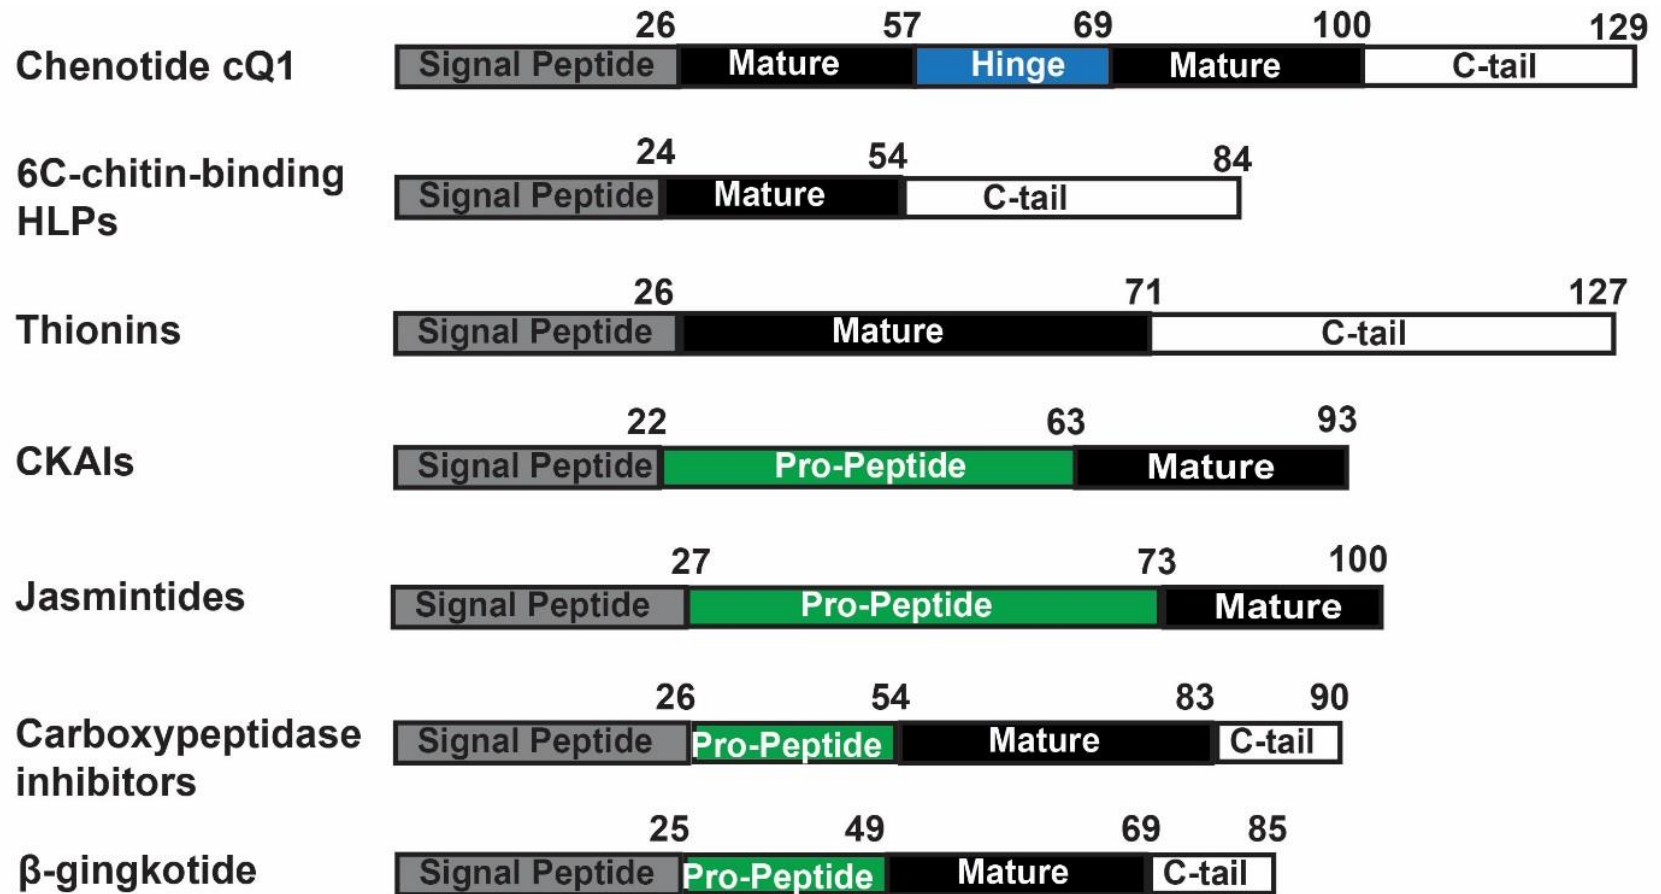 26 57 69 100 129
Chenotide cQ1 Signal Peptide Mature Hinge Mature C-tail
24 54 84
6C-chitin-binding
HLPs
Signal Peptide Mature C-tail
26 71 127
Thionins Signal Peptide Mature C-tail
22 63 93
CKAIs Signal Peptide Pro-Peptide Mature
27 73 100
Jasmintides Signal Peptide Pro-Peptide Mature
26 54 83 90
Carboxypeptidase
inhibitors
Signal Peptide Pro-Peptide Mature C-tail
25 49 69 85
β-gingkotide Signal Peptide Pro-Peptide Mature C-tail